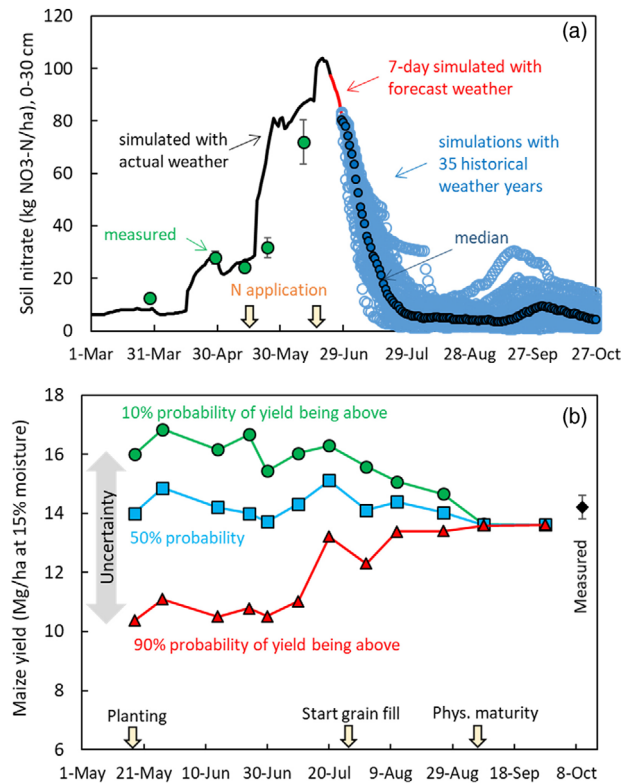 (a)
Soil nitrate (kg NO3-N/ha), 0-30 cm
120
100
80
60
40
20
0
7-day simulated with
forecast weather
simulated with
actual weather
simulations with
35 historical
weather years
measured
median
N application
1-Mar 31-Mar 30-Apr 30-May 29-Jun 29-Jul 28-Aug 27-Sep 27-Oct
(b)
Maize yield (Mg/ha at 15% moisture)
18
16
14
12
10
8
6
10% probability of yield being above
Uncertainty
50% probability
90% probability of yield being above
Measured
Planting Start grain fill Phys. maturity
1-May 21-May 10-Jun 30-Jun 20-Jul 9-Aug 29-Aug 18-Sep 8-Oct